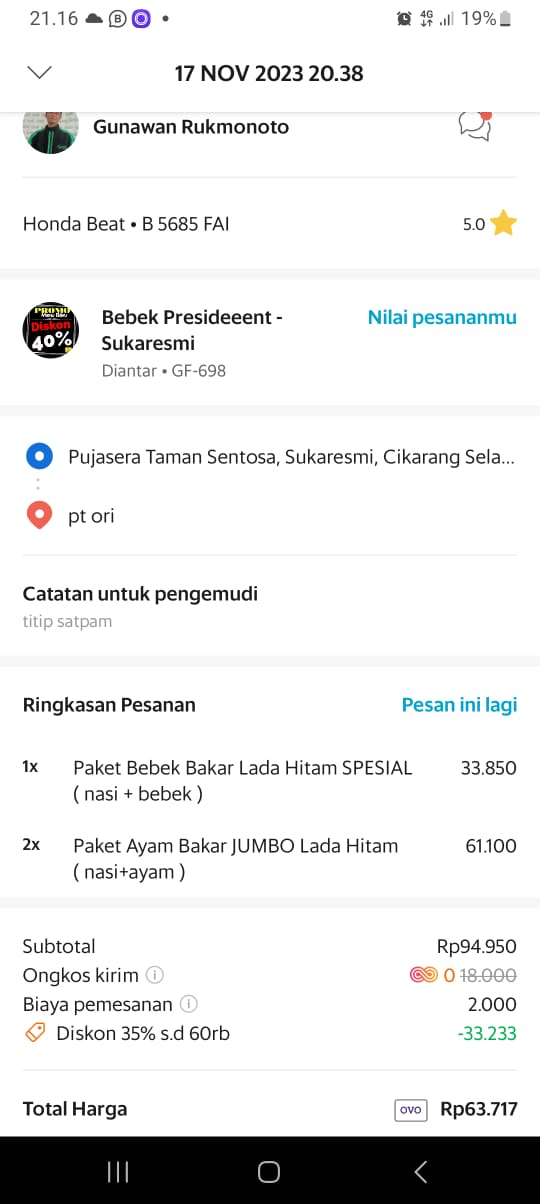 21.16
4G
19%
17 NOV 2023 20.38
Gunawan Rukmonoto
Honda Beat • B 5685 FAI
5.0
PROMO
Menu Baru
Diskon
40%
Bebek Presideeent -
Sukaresmi
Nilai pesananmu
Diantar • GF-698
Pujasera Taman Sentosa, Sukaresmi, Cikarang Sela...
pt ori
Catatan untuk pengemudi
titip satpam
Ringkasan Pesanan
Pesan ini lagi
1x Paket Bebek Bakar Lada Hitam SPESIAL 33.850
( nasi + bebek )
2x Paket Ayam Bakar JUMBO Lada Hitam 61.100
( nasi+ayam )
Subtotal Rp94.950
Ongkos kirim 0 18.000
Biaya pemesanan 2.000
Diskon 35% s.d 60rb -33.233
Total Harga OVO Rp63.717